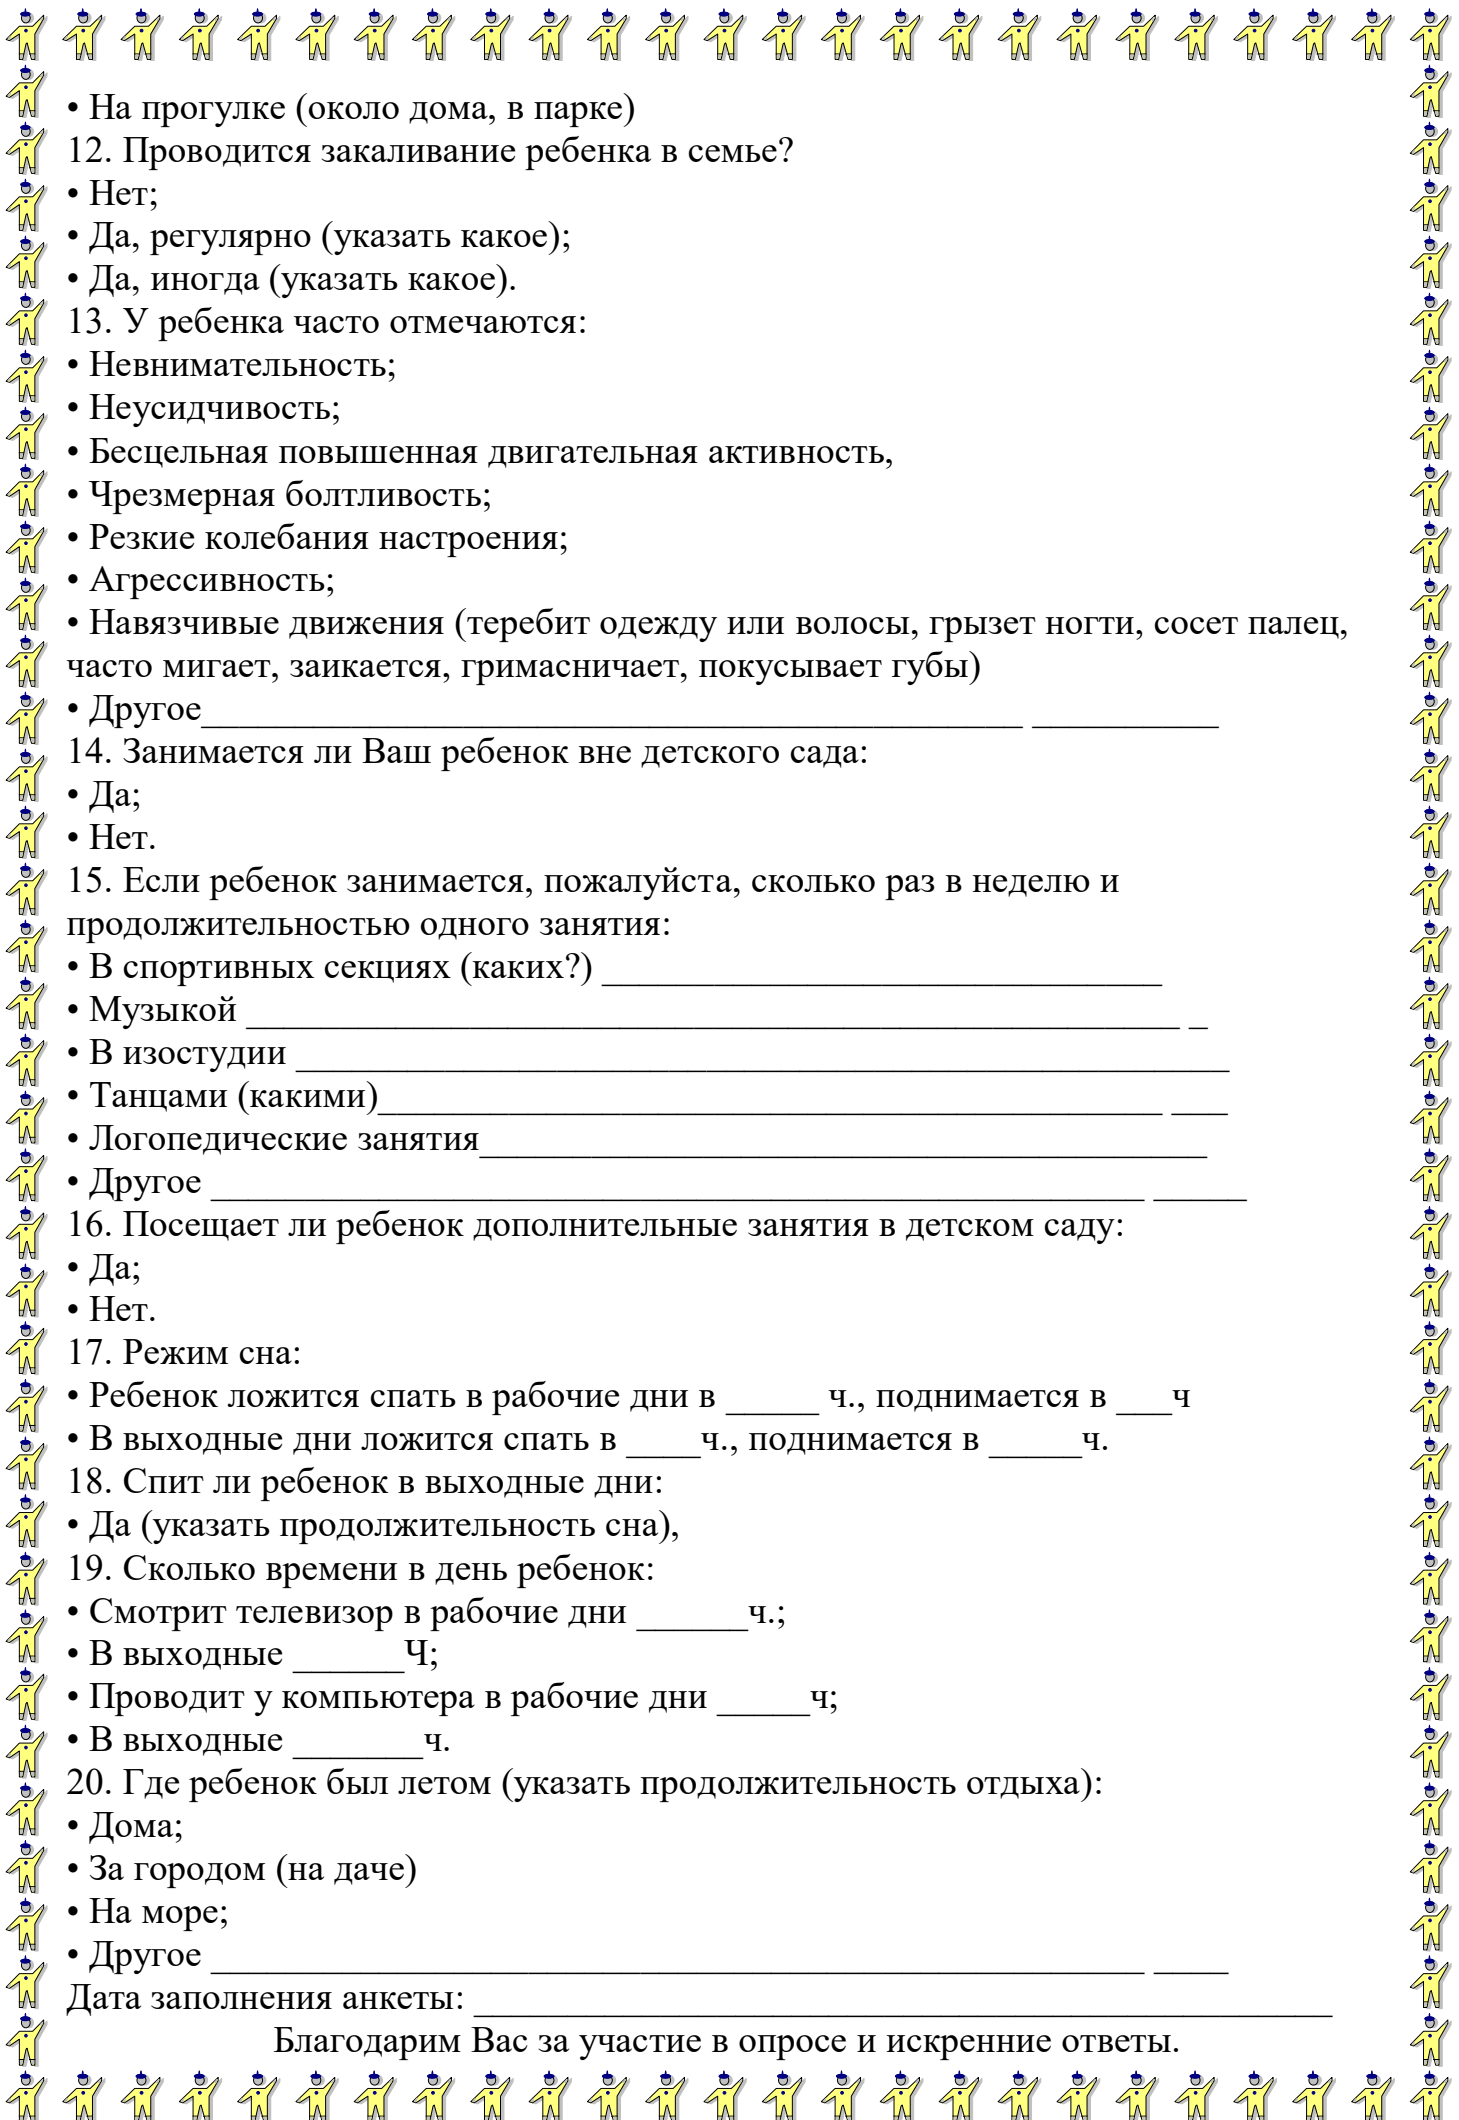 • На прогулке (около дома, в парке)
12. Проводится закаливание ребенка в семье?
• Нет;
• Да, регулярно (указать какое);
• Да, иногда (указать какое).
13. У ребенка часто отмечаются:
• Невнимательность;
• Неусидчивость;
• Бесцельная повышенная двигательная активность,
• Чрезмерная болтливость;
• Резкие колебания настроения;
• Агрессивность;
• Навязчивые движения (теребит одежду или волосы, грызет ногти, сосет палец,
часто мигает, заикается, гримасничает, покусывает губы)
• Другое____________________________________________ __________
14. Занимается ли Ваш ребенок вне детского сада:
• Да;
• Нет.
15. Если ребенок занимается, пожалуйста, сколько раз в неделю и
продолжительностью одного занятия:
• В спортивных секциях (каких?) ______________________________
• Музыкой __________________________________________________ _
• В изостудии __________________________________________________
• Танцами (какими)__________________________________________ ___
• Логопедические занятия_______________________________________
• Другое __________________________________________________ _____
16. Посещает ли ребенок дополнительные занятия в детском саду:
• Да;
• Нет.
17. Режим сна:
• Ребенок ложится спать в рабочие дни в _____ ч., поднимается в ___ч
• В выходные дни ложится спать в ____ч., поднимается в _____ч.
18. Спит ли ребенок в выходные дни:
• Да (указать продолжительность сна),
19. Сколько времени в день ребенок:
• Смотрит телевизор в рабочие дни ______ч.;
• В выходные ______Ч;
• Проводит у компьютера в рабочие дни _____ч;
• В выходные _______ч.
20. Где ребенок был летом (указать продолжительность отдыха):
• Дома;
• За городом (на даче)
• На море;
• Другое __________________________________________________ ____
Дата заполнения анкеты: ______________________________________________
Благодарим Вас за участие в опросе и искренние ответы.